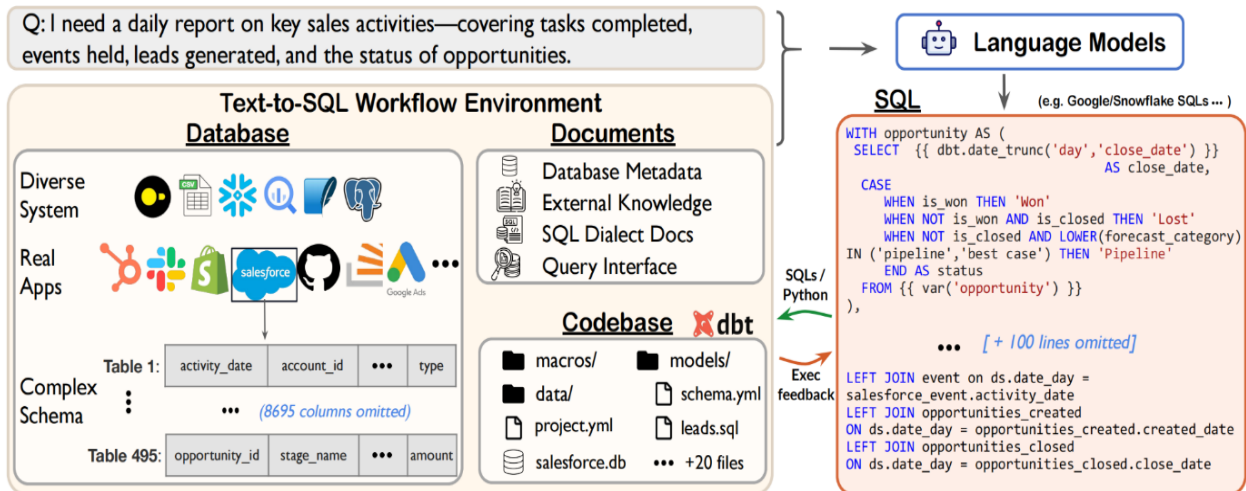 Q: I need a daily report on key sales activities—covering tasks completed,
events held, leads generated, and the status of opportunities.
Language Models
Text-to-SQL Workflow Environment
Database
Diverse
System
CSV
Real
Apps
salesforce
Google Ads
•••
Complex
Schema
Table 1:
activity_date
account_id
•••
type
••• (8695 columns omitted)
Table 495:
opportunity_id
stage_name
•••
amount
Documents
Database Metadata
External Knowledge
SQL
SQL Dialect Docs
Query Interface
Codebase
dbt
macros/
models/
data/
schema.yml
project.yml
leads.sql
salesforce.db
••• +20 files
SQLs /
Python
Exec
feedback
SQL
(e.g. Google/Snowflake SQLs ... )
WITH opportunity AS (
SELECT {{ dbt.date_trunc('day','close_date') }}
AS close_date,
CASE
WHEN is_won THEN 'Won'
WHEN NOT is_won AND is_closed THEN 'Lost'
WHEN NOT is_closed AND LOWER(forecast_category)
IN ('pipeline','best case') THEN 'Pipeline'
END AS status
FROM {{ var('opportunity') }}
),
••• [ + 100 lines omitted]
LEFT JOIN event on ds.date_day =
salesforce_event.activity_date
LEFT JOIN opportunities_created
ON ds.date_day = opportunities_created.created_date
LEFT JOIN opportunities_closed
ON ds.date_day = opportunities_closed.close_date